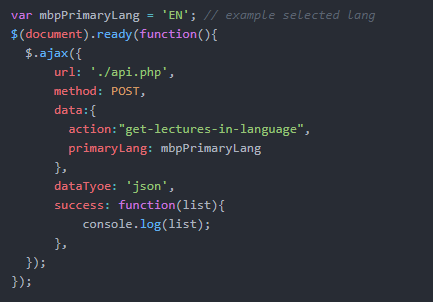 var mbpPrimaryLang = 'EN'; // example selected lang
$(document).ready(function(){
  $.ajax({
      url: './api.php',
      method: POST,
      data:{
        action:"get-lectures-in-language",
        primaryLang: mbpPrimaryLang
      },
      dataTyoe: 'json',
      success: function(list){
          console.log(list);
      },
  });
});